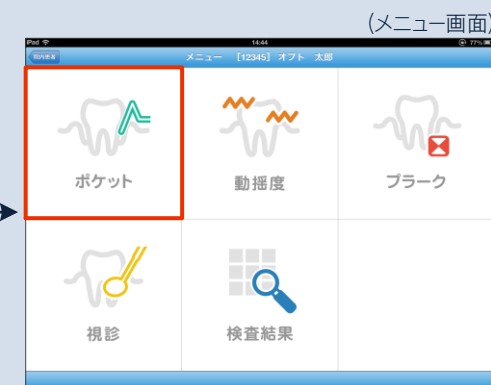 (メニュー画面)
iPad
14:44
77%
院内患者
メニュー [12345] オフト 太郎
ポケット
動揺度
プラーク
視診
検査結果